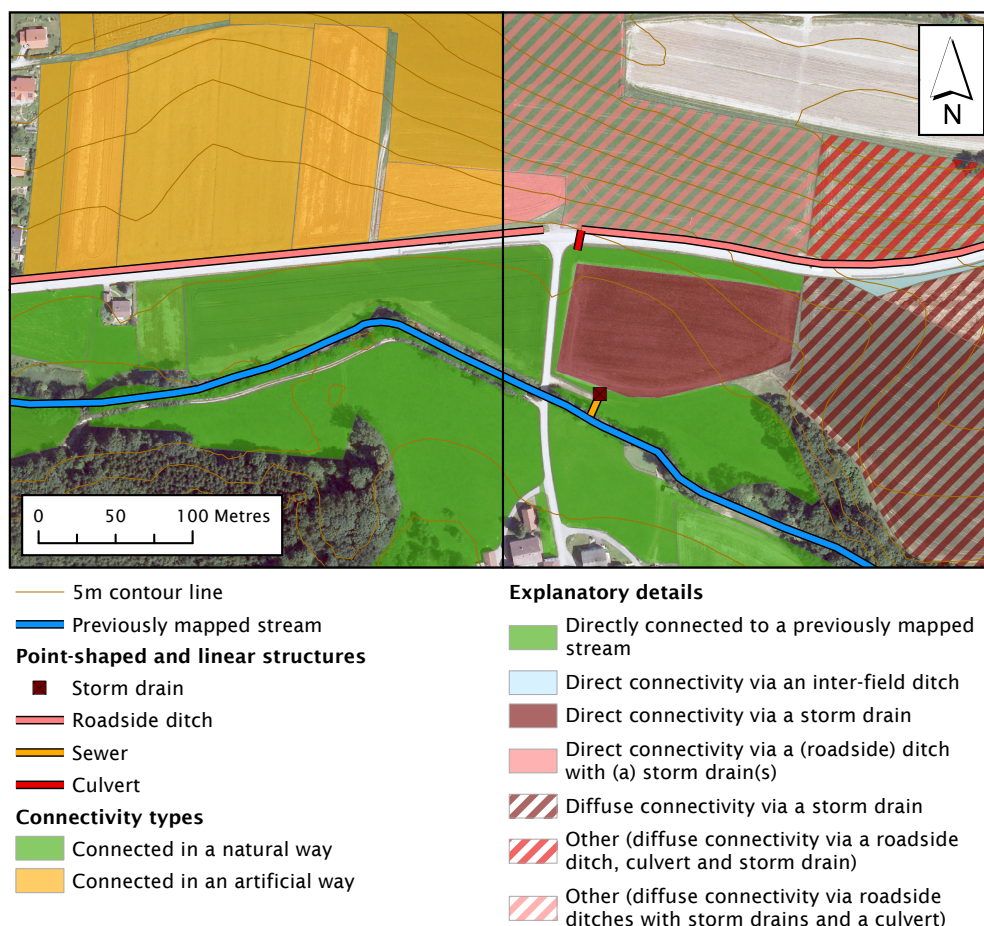 N
0 50 100 Metres
5m contour line
Previously mapped stream
Point-shaped and linear structures
Storm drain
Roadside ditch
Sewer
Culvert
Connectivity types
Connected in a natural way
Connected in an artificial way
Explanatory details
Directly connected to a previously mapped
stream
Direct connectivity via an inter-field ditch
Direct connectivity via a storm drain
Direct connectivity via a (roadside) ditch
with (a) storm drain(s)
Diffuse connectivity via a storm drain
Other (diffuse connectivity via a roadside
ditch, culvert and storm drain)
Other (diffuse connectivity via roadside
ditches with storm drains and a culvert)